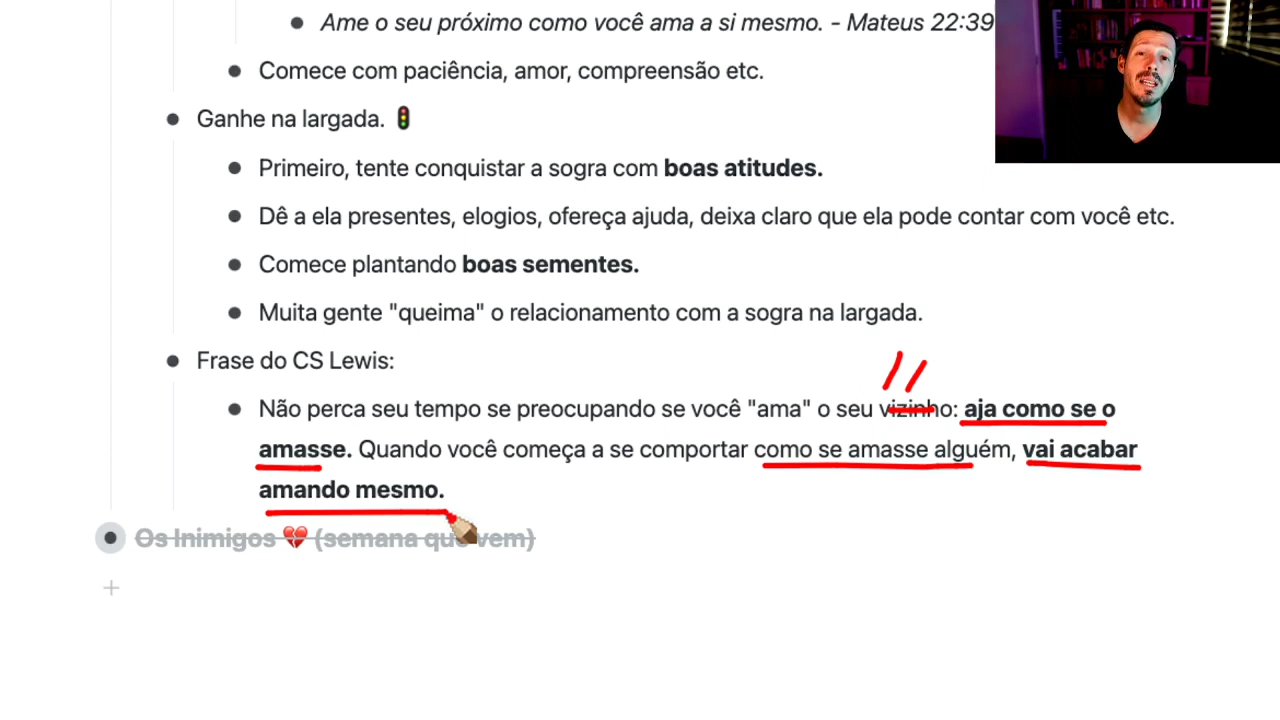 Ame o seu próximo como você ama a si mesmo. - Mateus 22:39
Comece com paciência, amor, compreensão etc.
Ganhe na largada. 🚦
Primeiro, tente conquistar a sogra com boas atitudes.
Dê a ela presentes, elogios, ofereça ajuda, deixa claro que ela pode contar com você etc.
Comece plantando boas sementes.
Muita gente "queima" o relacionamento com a sogra na largada.
Frase do CS Lewis:
Não perca seu tempo se preocupando se você "ama" o seu vizinho: aja como se o
amasse. Quando você começa a se comportar como se amasse alguém, vai acabar
amando mesmo.
Os Inimigos 💔 (semana que vem)